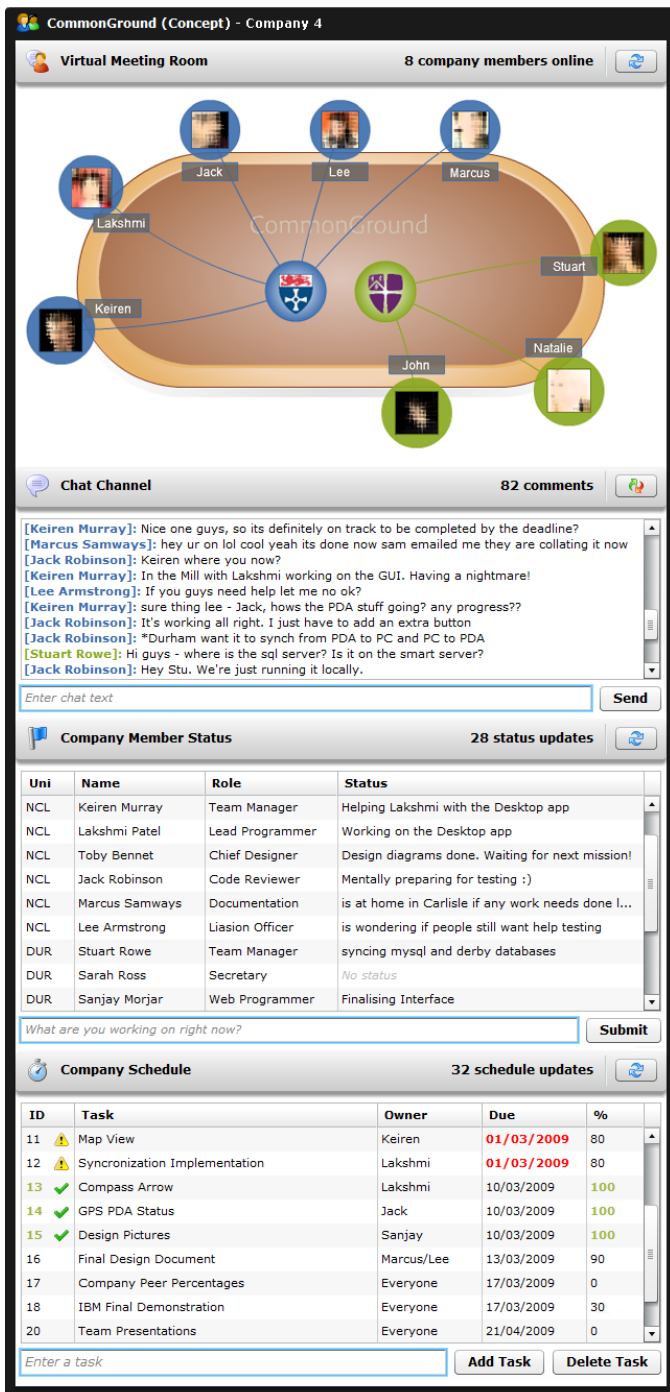 CommonGround (Concept) - Company 4
Virtual Meeting Room 8 company members online
Jack Lee Marcus
Lakshmi
CommonGround
Stuart
Keiren
Natalie
John
Chat Channel 82 comments
[Keiren Murray]: Nice one guys, so its definitely on track to be completed by the deadline?
[Marcus Samways]: hey ur on lol cool yeah its done now sam emailed me they are collating it now
[Jack Robinson]: Keiren where you now?
[Keiren Murray]: In the Mill with Lakshmi working on the GUI. Having a nightmare!
[Lee Armstrong]: If you guys need help let me no ok?
[Keiren Murray]: sure thing lee - Jack, hows the PDA stuff going? any progress??
[Jack Robinson]: It's working all right. I just have to add an extra button
[Jack Robinson]: *Durham want it to synch from PDA to PC and PC to PDA
[Stuart Rowe]: Hi guys - where is the sql server? Is it on the smart server?
[Jack Robinson]: Hey Stu. We're just running it locally.
Enter chat text Send
Company Member Status 28 status updates
Uni Name Role Status
NCL Keiren Murray Team Manager Helping Lakshmi with the Desktop app
NCL Lakshmi Patel Lead Programmer Working on the Desktop app
NCL Toby Bennet Chief Designer Design diagrams done. Waiting for next mission!
NCL Jack Robinson Code Reviewer Mentally preparing for testing :)
NCL Marcus Samways Documentation is at home in Carlisle if any work needs done l...
NCL Lee Armstrong Liasion Officer is wondering if people still want help testing
DUR Stuart Rowe Team Manager syncing mysql and derby databases
DUR Sarah Ross Secretary No status
DUR Sanjay Morjar Web Programmer Finalising Interface
What are you working on right now? Submit
Company Schedule 32 schedule updates
ID Task Owner Due %
11 Map View Keiren 01/03/2009 80
12 Syncronization Implementation Lakshmi 01/03/2009 80
13 Compass Arrow Lakshmi 10/03/2009 100
14 GPS PDA Status Jack 10/03/2009 100
15 Design Pictures Sanjay 10/03/2009 100
16 Final Design Document Marcus/Lee 13/03/2009 90
17 Company Peer Percentages Everyone 17/03/2009 0
18 IBM Final Demonstration Everyone 17/03/2009 30
20 Team Presentations Everyone 21/04/2009 0
Enter a task Add Task Delete Task